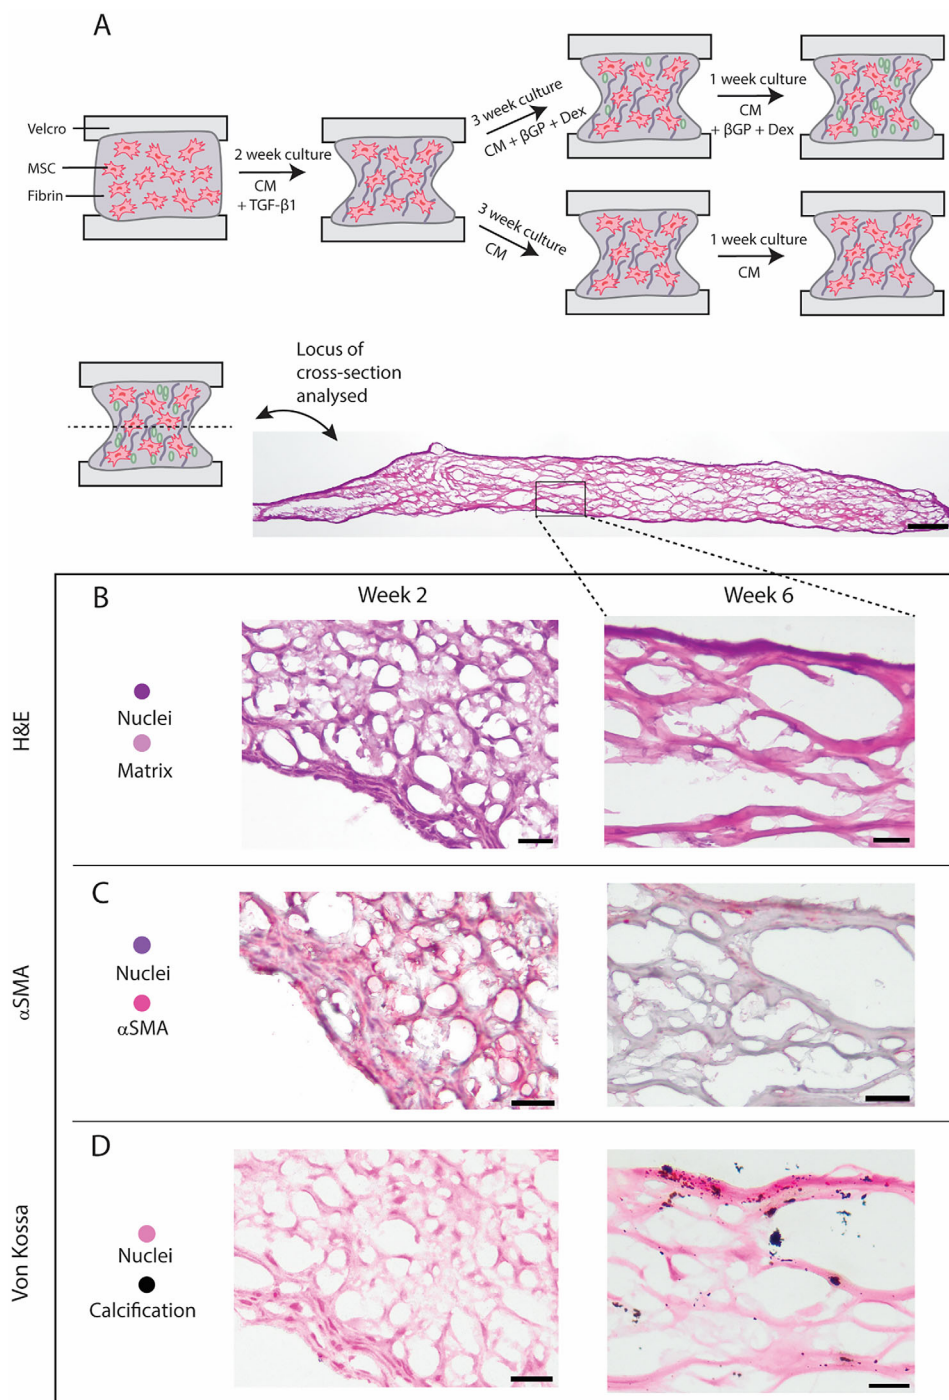 A
Velcro
MSC
Fibrin
2 week culture
CM
+ TGF-β1
3 week culture
CM + βGP + Dex
1 week culture
CM
+ βGP + Dex
3 week culture
CM
1 week culture
CM
Locus of
cross-section
analysed
B
Week 2
Week 6
H&E
Nuclei
Matrix
C
αSMA
Nuclei
αSMA
D
Von Kossa
Nuclei
Calcification